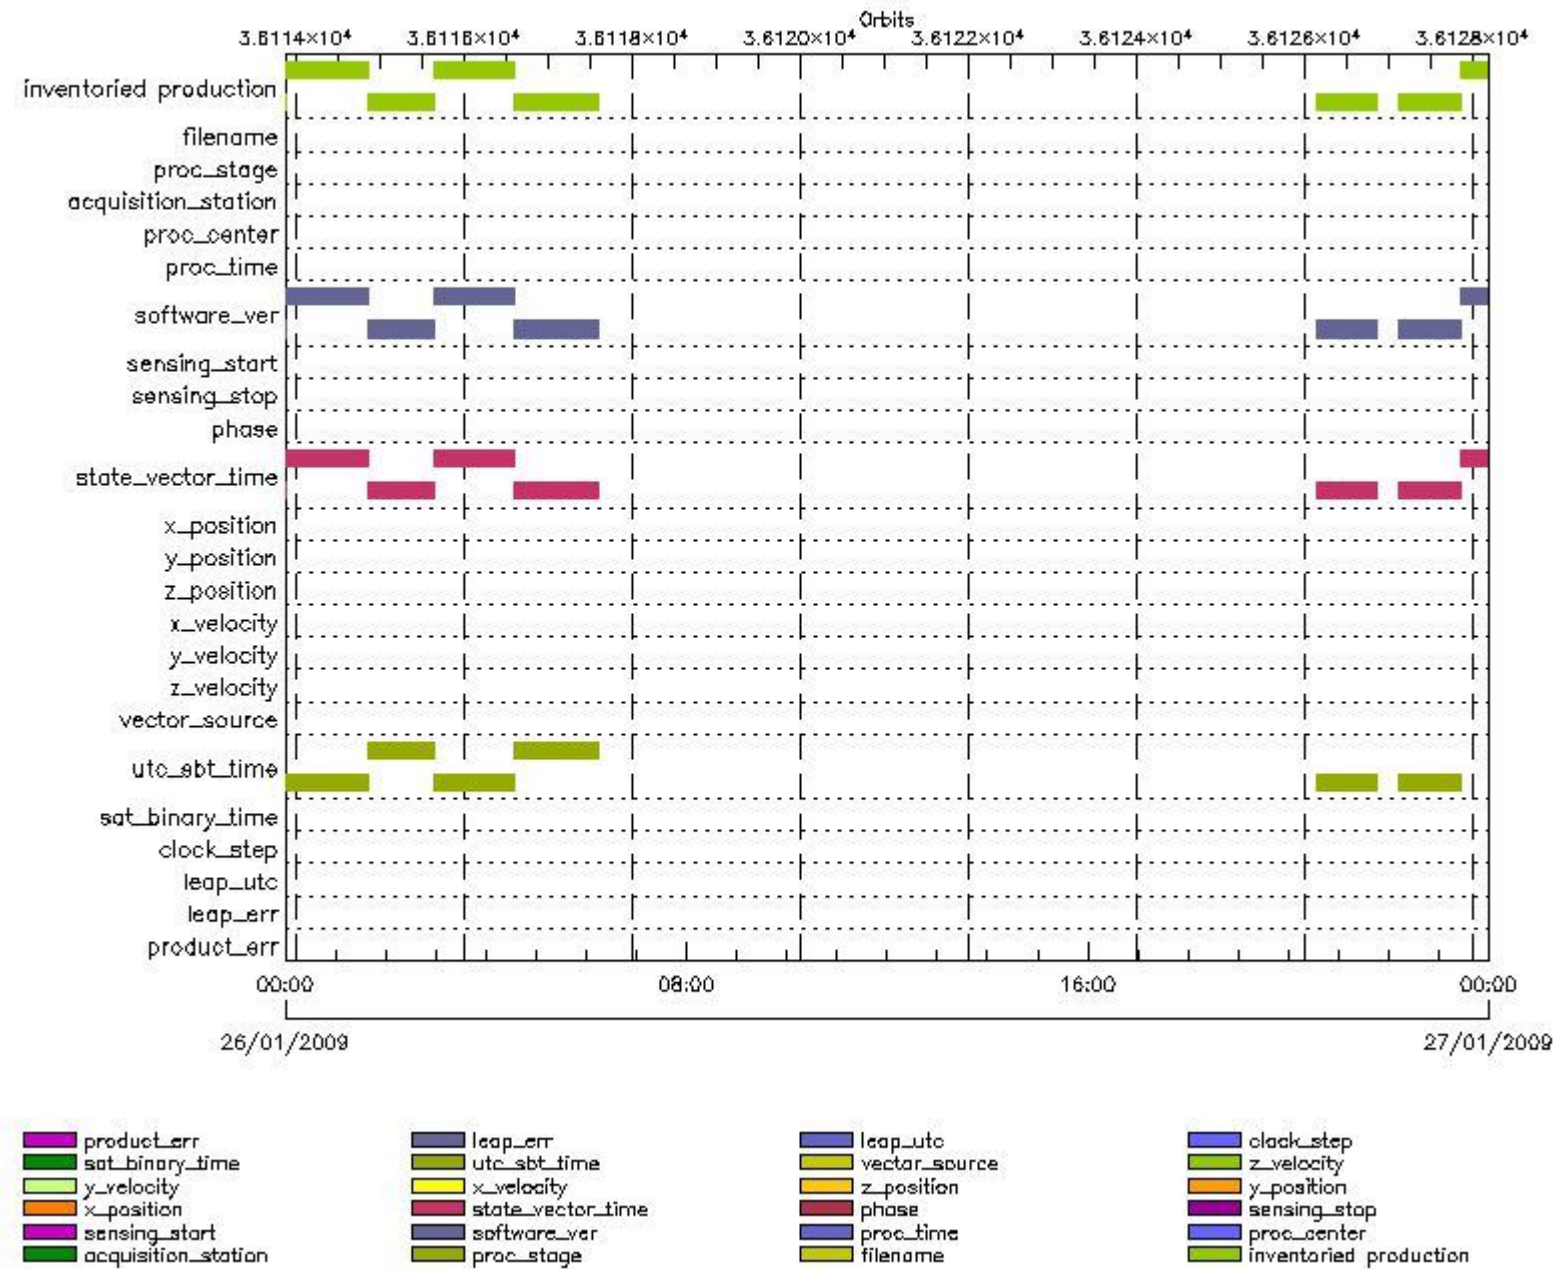 Orbits
3.6114×10⁴ 3.6116×10⁴ 3.6118×10⁴ 3.6120×10⁴ 3.6122×10⁴ 3.6124×10⁴ 3.6126×10⁴ 3.6128×10⁴
inventoried production
filename
proc_stage
acquisition_station
proc_center
proc_time
software_ver
sensing_start
sensing_stop
phase
state_vector_time
x_position
y_position
z_position
x_velocity
y_velocity
z_velocity
vector_source
utc_sbt_time
sat_binary_time
clock_step
leap_utc
leap_err
product_err
00:00 08:00 16:00 00:00
26/01/2009 27/01/2009
product_err leap_err leap_utc clock_step
sat_binary_time utc_sbt_time vector_source z_velocity
y_velocity x_velocity z_position y_position
x_position state_vector_time phase sensing_stop
sensing_start software_ver proc_time proc_center
acquisition_station proc_stage filename inventoried production